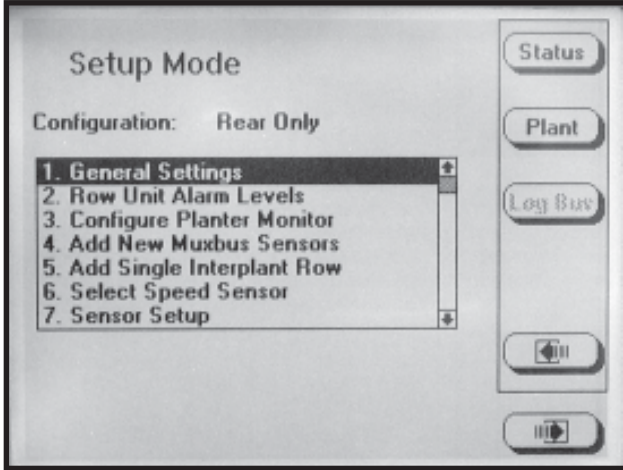 Setup Mode
Configuration: Rear Only
1. General Settings
2. Row Unit Alarm Levels
3. Configure Planter Monitor
4. Add New Muxbus Sensors
5. Add Single Interplant Row
6. Select Speed Sensor
7. Sensor Setup
Status
Plant
Log Buv